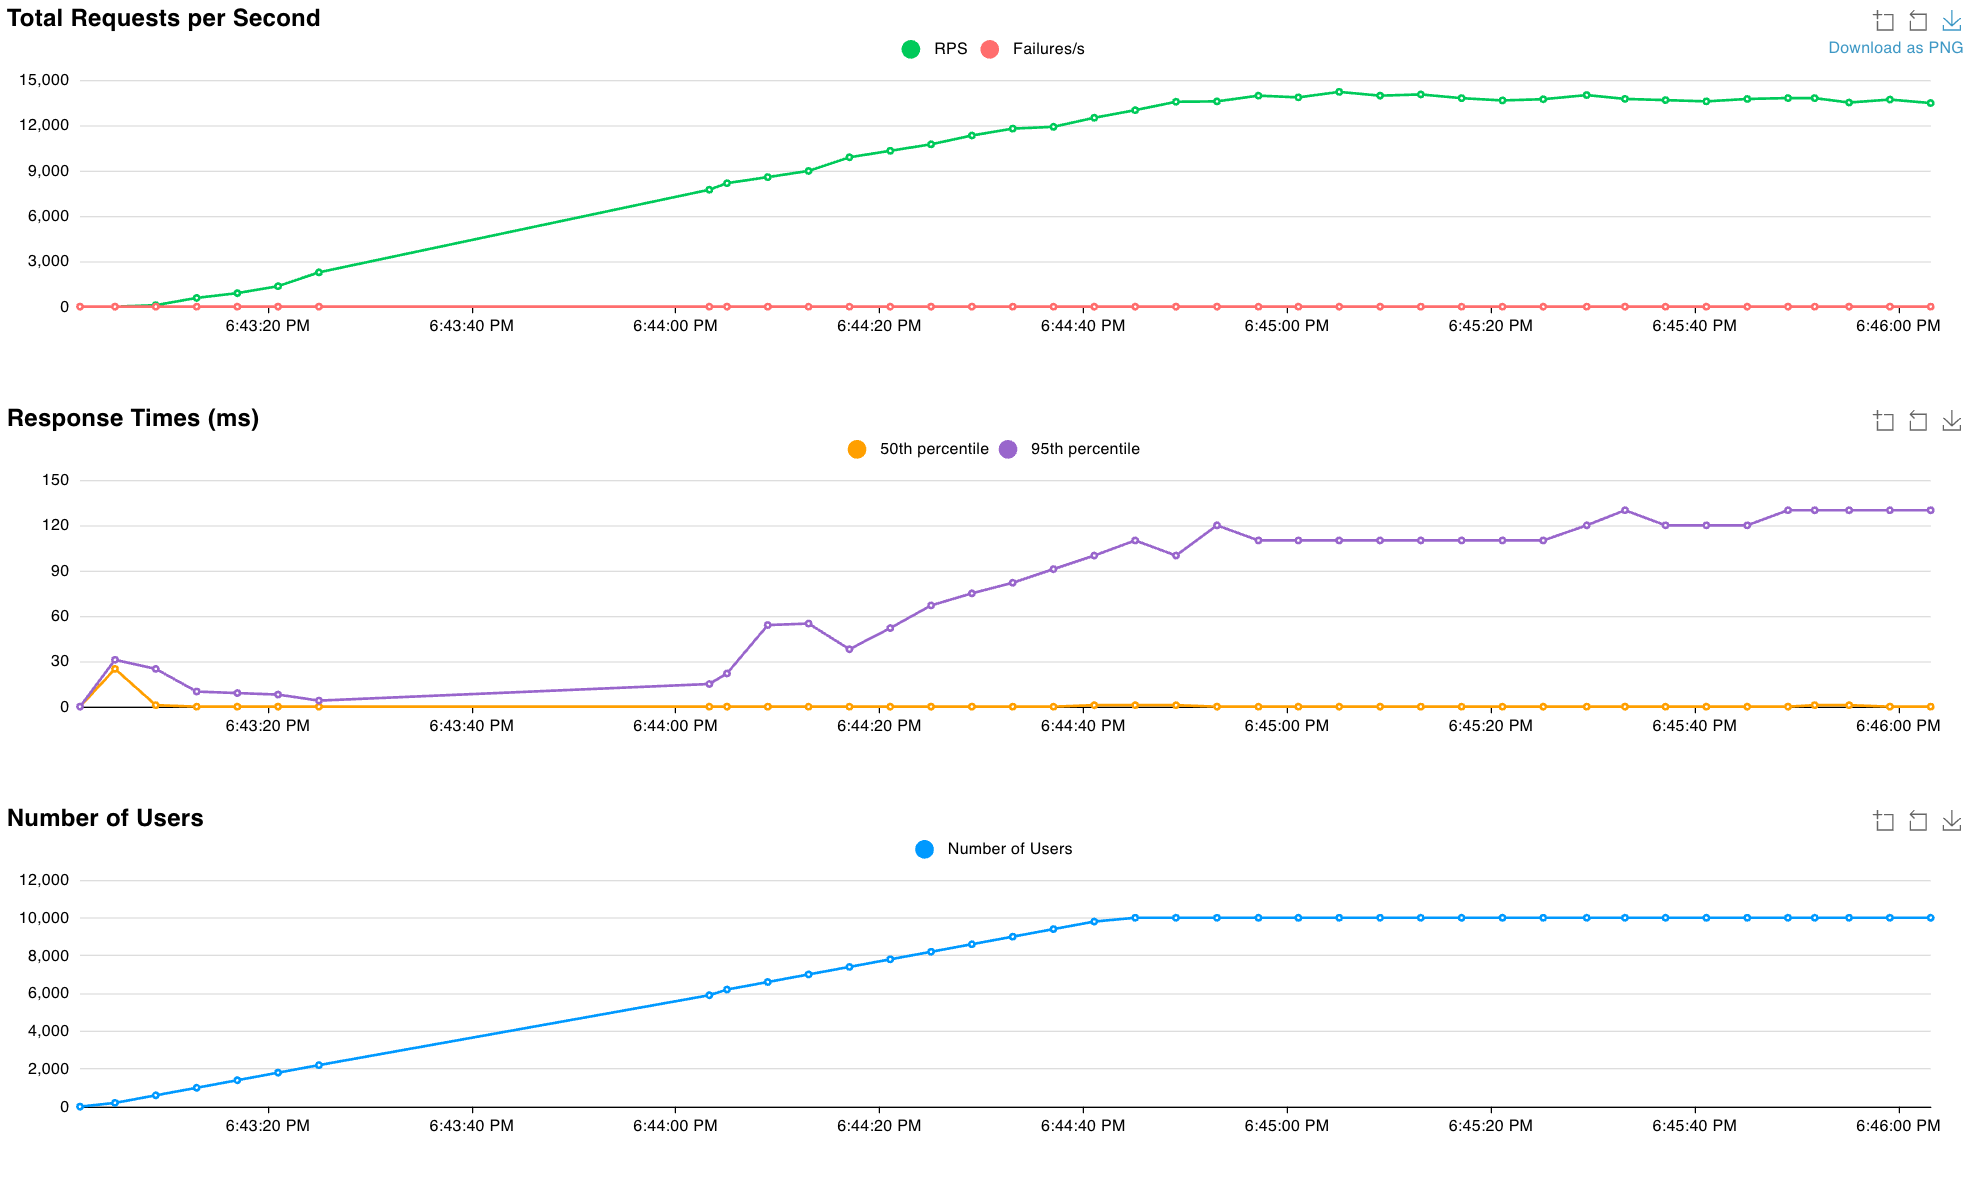 Total Requests per Second
Download as PNG
RPS Failures/s
15,000
12,000
9,000
6,000
3,000
0
6:43:20 PM 6:43:40 PM 6:44:00 PM 6:44:20 PM 6:44:40 PM 6:45:00 PM 6:45:20 PM 6:45:40 PM 6:46:00 PM
Response Times (ms)
50th percentile 95th percentile
150
120
90
60
30
0
6:43:20 PM 6:43:40 PM 6:44:00 PM 6:44:20 PM 6:44:40 PM 6:45:00 PM 6:45:20 PM 6:45:40 PM 6:46:00 PM
Number of Users
Number of Users
12,000
10,000
8,000
6,000
4,000
2,000
0
6:43:20 PM 6:43:40 PM 6:44:00 PM 6:44:20 PM 6:44:40 PM 6:45:00 PM 6:45:20 PM 6:45:40 PM 6:46:00 PM